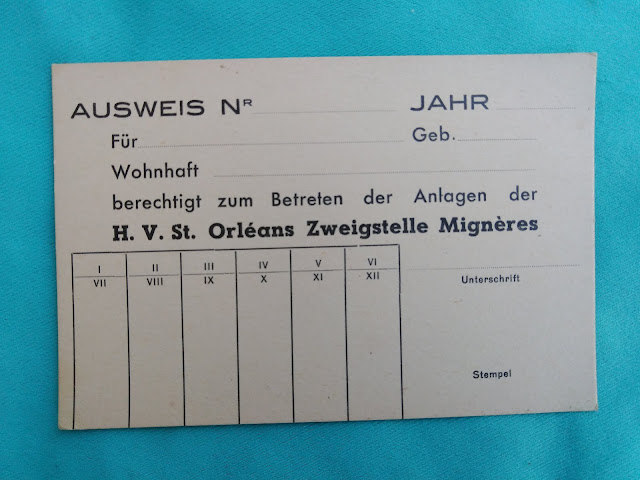 AUSWEIS Nr JAHR
Für Geb.
Wohnhaft
berechtigt zum Betreten der Anlagen der
H. V. St. Orléans Zweigstelle Mignères
I II III IV V VI
VII VIII IX X XI XII
Unterschrift
Stempel